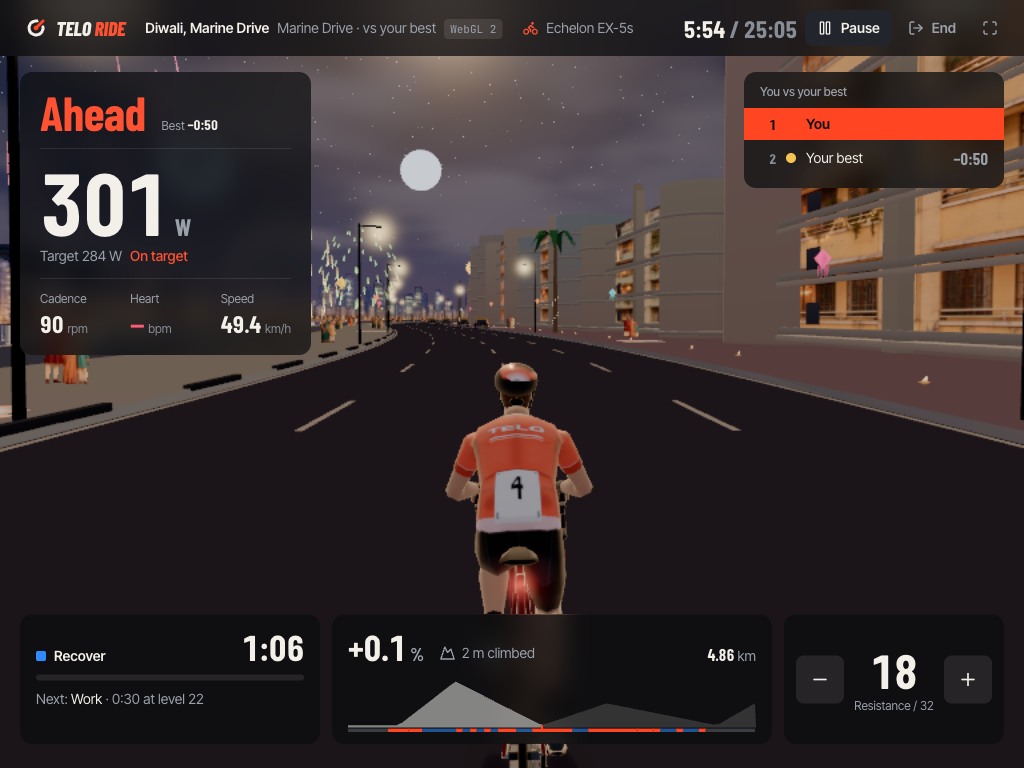 TELO RIDE Diwali, Marine Drive Marine Drive · vs your best WebGL 2 Echelon EX-5s 5:54 / 25:05 Pause End
Ahead Best −0:50
301 W
Target 284 W On target
Cadence Heart Speed
90 rpm — bpm 49.4 km/h
You vs your best
1 You
2 Your best −0:50
TELO
4
Recover 1:06
Next: Work · 0:30 at level 22
+0.1 % 2 m climbed 4.86 km
− 18 +
Resistance / 32